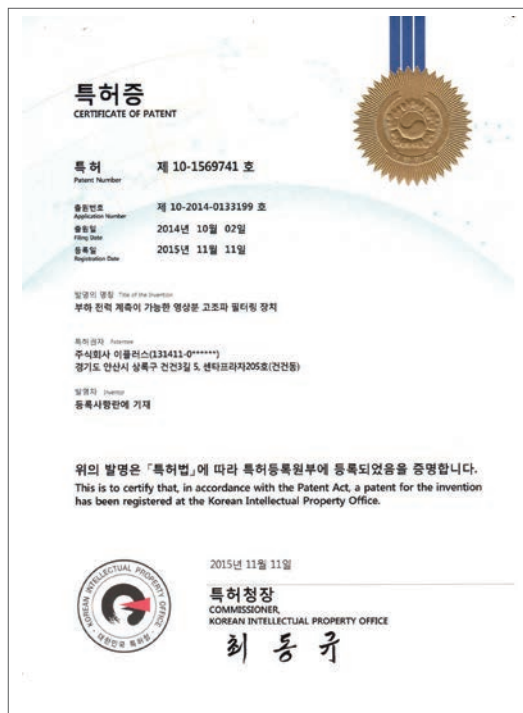 특허증
CERTIFICATE OF PATENT
특허 제 10-1569741 호
Patent Number
출원번호 제 10-2014-0133199 호
Application Number
출원일 2014년 10월 02일
Filing Date
등록일 2015년 11월 11일
Registration Date
발명의 명칭 Title of the Invention
부하 전력 계측이 가능한 영상분 고조파 필터링 장치
특허권자 Patentee
주식회사 이플러스(131411-0******)
경기도 안산시 상록구 건건3길 5, 센타프라자205호(건건동)
발명자 Inventor
등록사항란에 기재
위의 발명은 「특허법」에 따라 특허등록원부에 등록되었음을 증명합니다.
This is to certify that, in accordance with the Patent Act, a patent for the invention
has been registered at the Korean Intellectual Property Office.
2015년 11월 11일
특허청장
COMMISSIONER,
KOREAN INTELLECTUAL PROPERTY OFFICE
최동규
KOREAN INTELLECTUAL PROPERTY OFFICE
대한민국 특허청